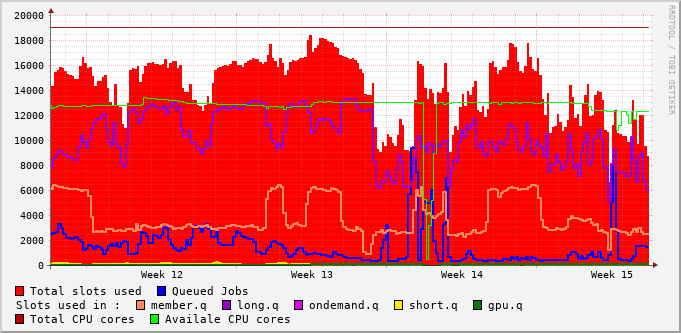 20000
18000
16000
14000
12000
10000
8000
6000
4000
2000
0
Week 12 Week 13 Week 14 Week 15
Total slots used Queued Jobs
Slots used in : member.q long.q ondemand.q short.q gpu.q
Total CPU cores Availale CPU cores
RRDTOOL / TOBI OETIKER